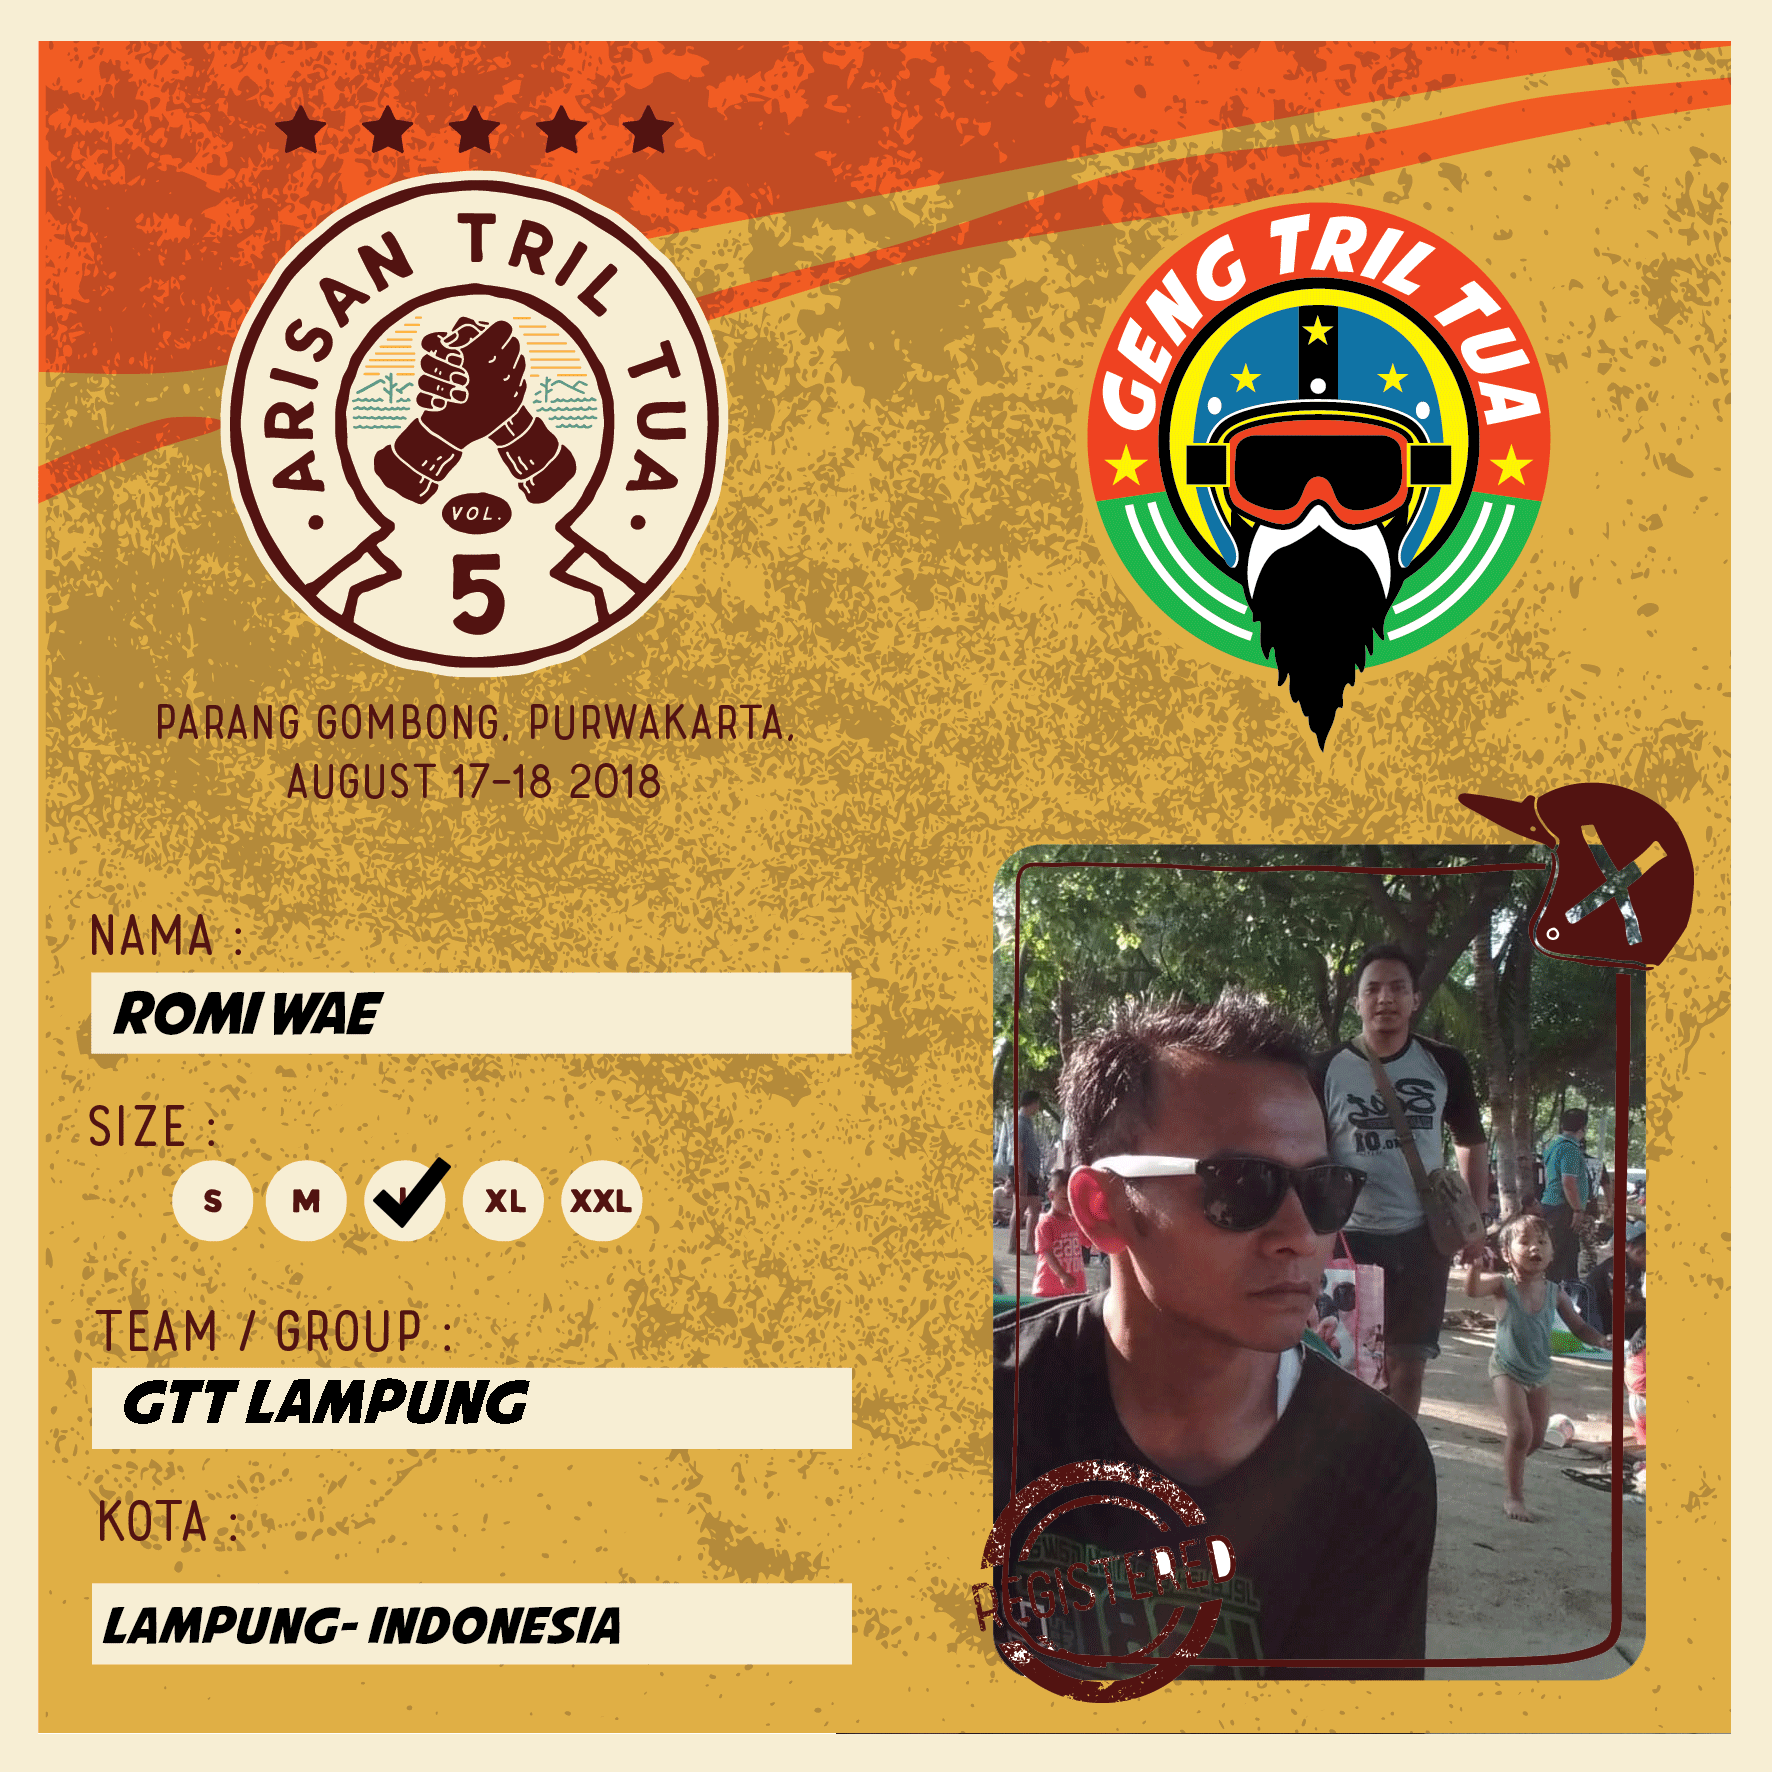 ARISAN TRIL TUA
VOL.
5
GENG TRIL TUA
PARANG GOMBONG, PURWAKARTA,
AUGUST 17-18 2018
NAMA :
ROMI WAE
SIZE :
S M L XL XXL
TEAM / GROUP :
GTT LAMPUNG
KOTA :
LAMPUNG- INDONESIA
REGISTERED